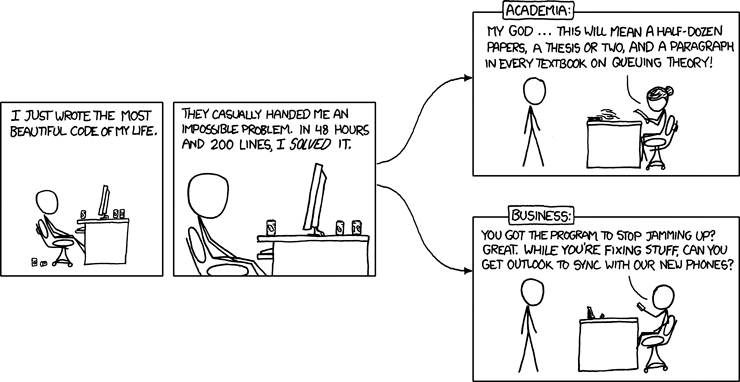 I JUST WROTE THE MOST
BEAUTIFUL CODE OF MY LIFE.
THEY CASUALLY HANDED ME AN
IMPOSSIBLE PROBLEM. IN 48 HOURS
AND 200 LINES, I SOLVED IT.
ACADEMIA:
MY GOD ... THIS WILL MEAN A HALF-DOZEN
PAPERS, A THESIS OR TWO, AND A PARAGRAPH
IN EVERY TEXTBOOK ON QUEUING THEORY!
BUSINESS:
YOU GOT THE PROGRAM TO STOP JAMMING UP?
GREAT. WHILE YOU'RE FIXING STUFF, CAN YOU
GET OUTLOOK TO SYNC WITH OUR NEW PHONES?